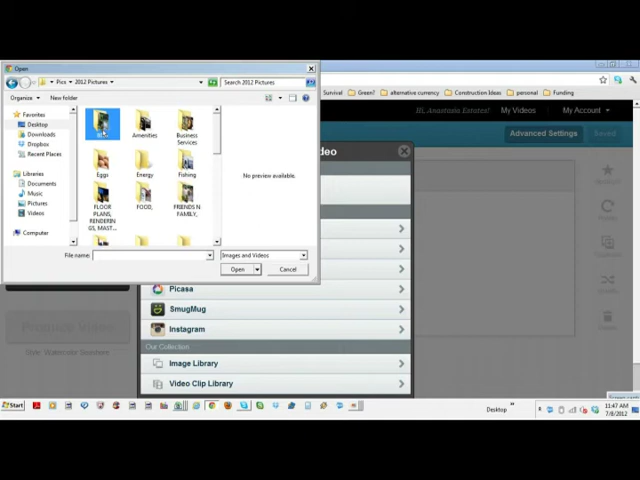 Open
Pics ▸ 2012 Pictures ▸
Search 2012 Pictures
Organize
New folder
Favorites
Desktop
Downloads
Dropbox
Recent Places
Libraries
Documents
Music
Pictures
Videos
Computer
Amenities
Business Services
Eggs
Energy
Fishing
FLOOR PLANS, RENDERINGS, MAST...
FOOD,
FRIENDS N FAMILY,
No preview available.
File name:
Images and Videos
Open
Cancel
Survival
Green!
alternative currency
Construction Ideas
personal
Funding
Hi, Anastasia Estates!
My Videos
My Account
Advanced Settings
Saved
deo
Picasa
SmugMug
Instagram
Our Collection
Image Library
Video Clip Library
Produce Video
Start
Desktop
11:47 AM
7/8/2012